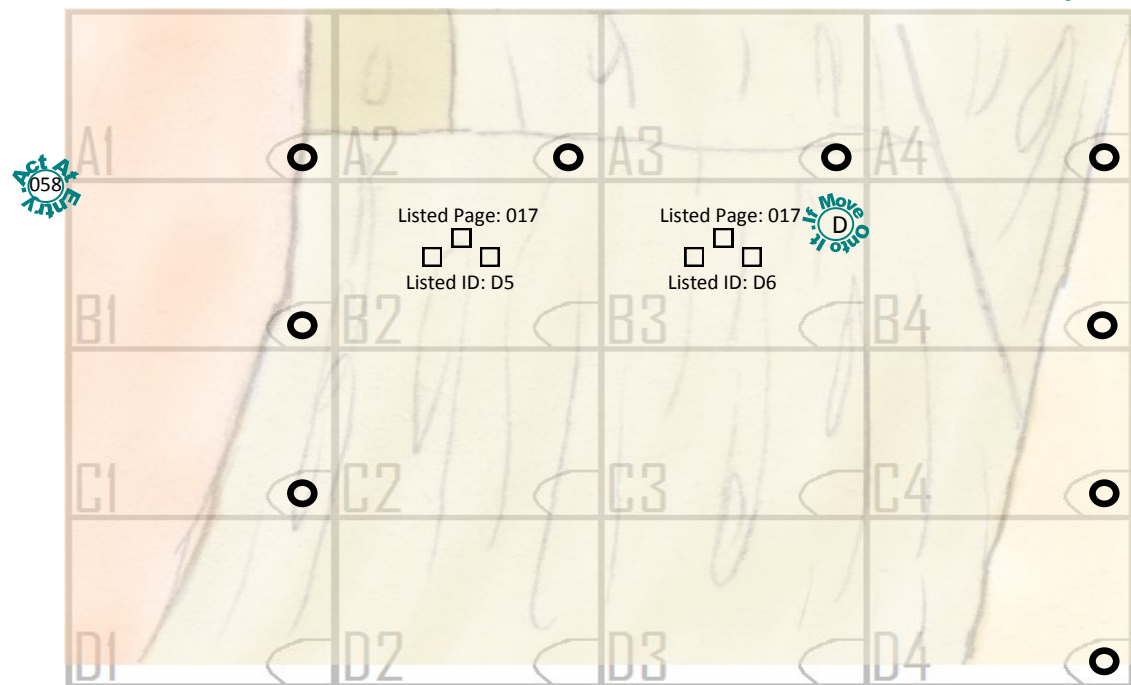 A1 A2 A3 A4
Act At Entry.
058
Listed Page: 017 Listed Page: 017
If Move Onto It.
D
Listed ID: D5 Listed ID: D6
B1 B2 B3 B4
C1 C2 C3 C4
D1 D2 D3 D4